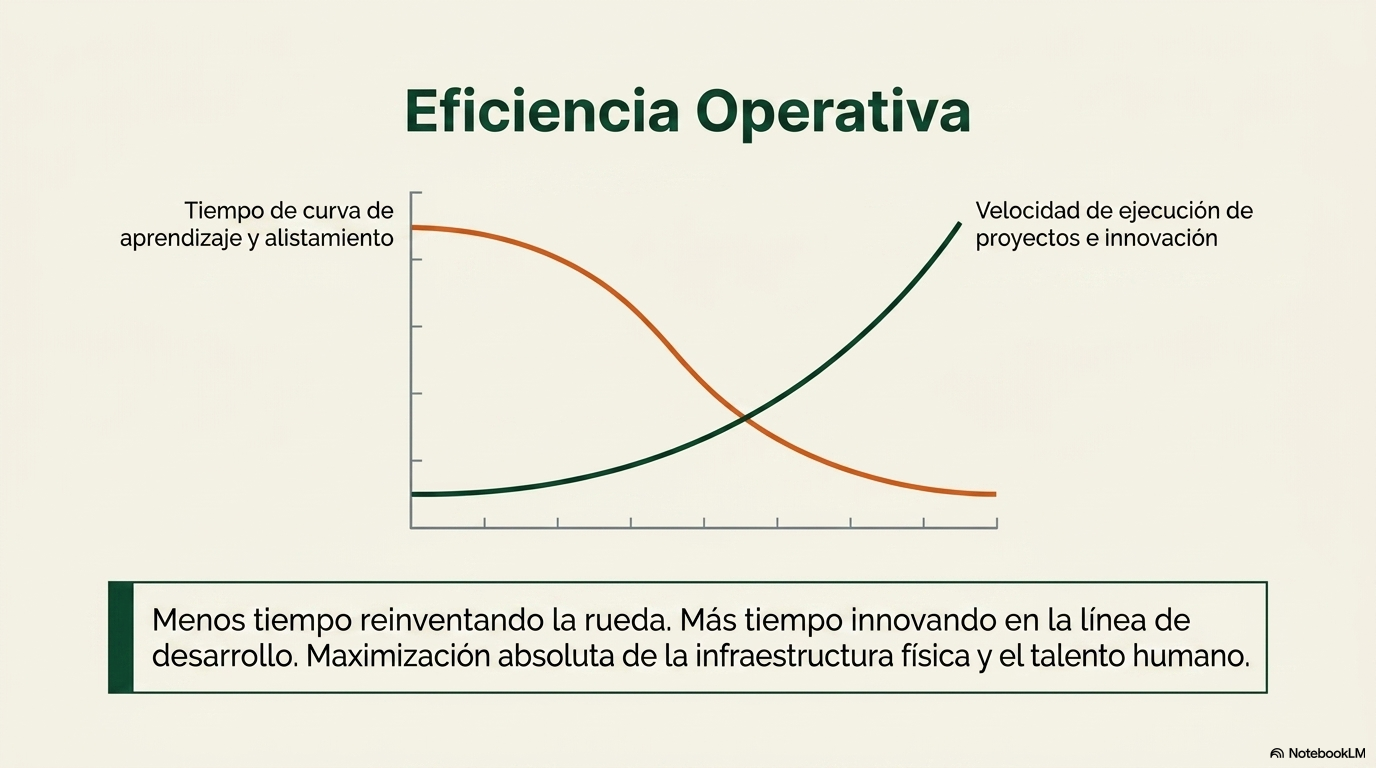 Eficiencia Operativa
Tiempo de curva de
aprendizaje y alistamiento
Velocidad de ejecución de
proyectos e innovación
Menos tiempo reinventando la rueda. Más tiempo innovando en la línea de
desarrollo. Maximización absoluta de la infraestructura física y el talento humano.
NotebookLM